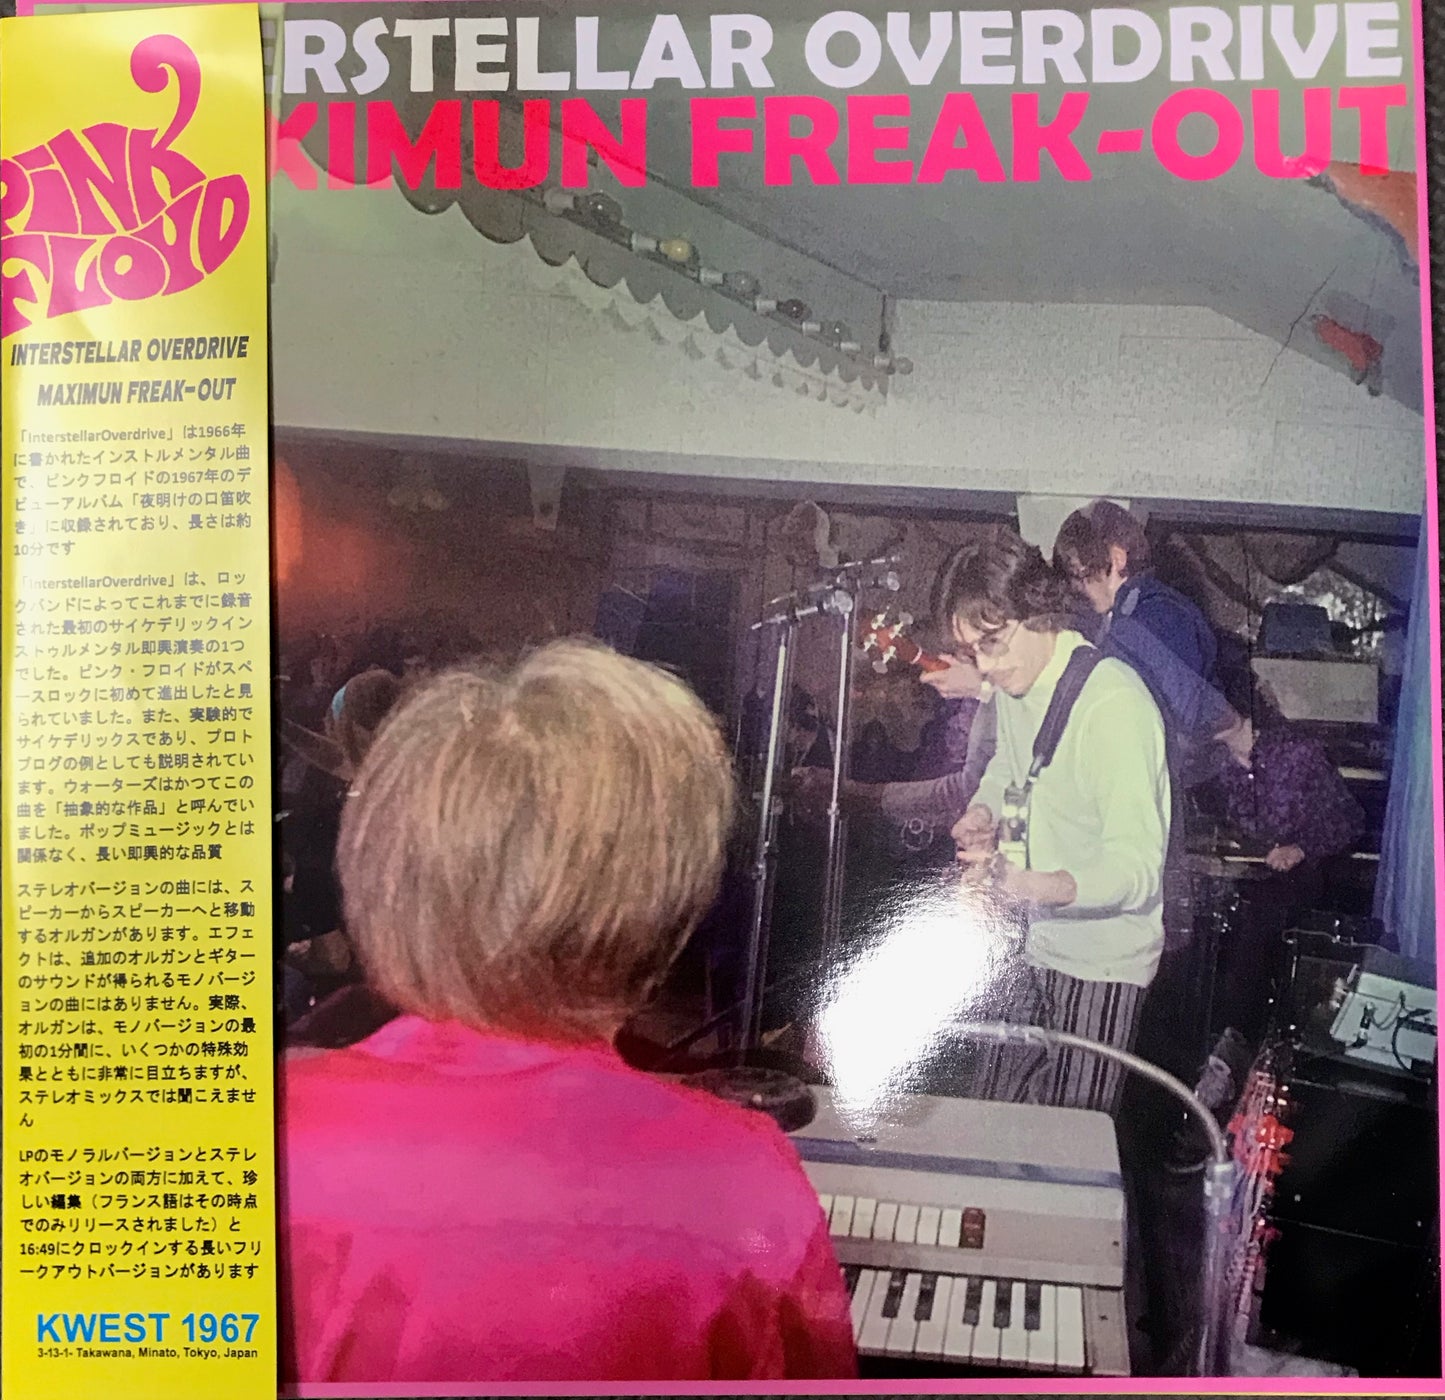 PINK
FLOYD
INTERSTELLAR OVERDRIVE
MAXIMUN FREAK-OUT
「InterstellarOverdrive」は1966年
に書かれたインストルメンタル曲
で、ピンクフロイドの1967年のデ
ビューアルバム「夜明けの口笛吹
き」に収録されており、長さは約
10分です
「InterstellarOverdrive」は、ロッ
クバンドによってこれまでに録音
された最初のサイケデリックイン
ストゥルメンタル即興演奏の1つ
でした。ピンク・フロイドがスペ
ースロックに初めて進出したと見
られていました。また、実験的で
サイケデリックスであり、プロト
プログの例としても説明されてい
ます。ウォーターズはかつてこの
曲を「抽象的な作品」と呼んでい
ました。ポップミュージックとは
関係なく、長い即興的な品質
ステレオバージョンの曲には、ス
ピーカーからスピーカーへと移動
するオルガンがあります。エフェ
クトは、追加のオルガンとギター
のサウンドが得られるモノバージ
ョンの曲にはありません。実際、
オルガンは、モノバージョンの最
初の1分間に、いくつかの特殊効
果とともに非常に目立ちますが、
ステレオミックスでは聞こえませ
ん
LPのモノラルバージョンとステレ
オバージョンの両方に加えて、珍
しい編集（フランス語はその時点
でのみリリースされました）と
16:49にクロックインする長いフリ
ークアウトバージョンがあります
KWEST 1967
3-13-1- Takawana, Minato, Tokyo, Japan
ERSTELLAR OVERDRIVE
XIMUN FREAK-OUT